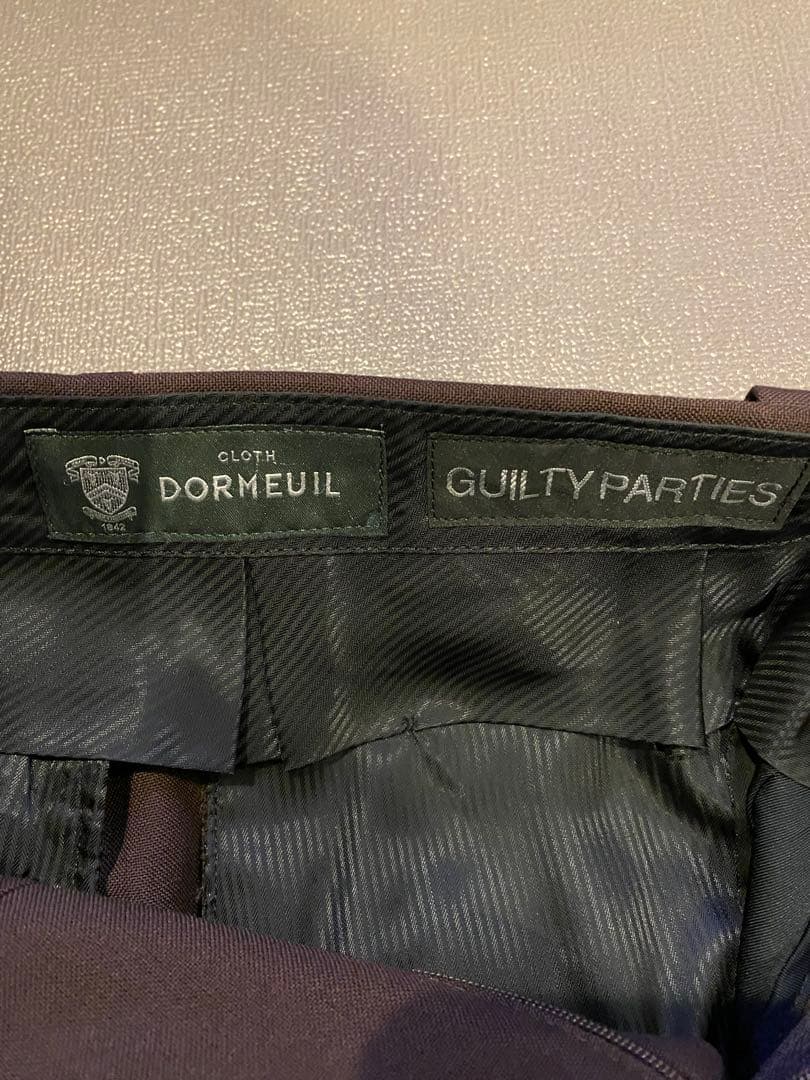 CLOTH
DORMEUIL
1842
GUILTY PARTIES